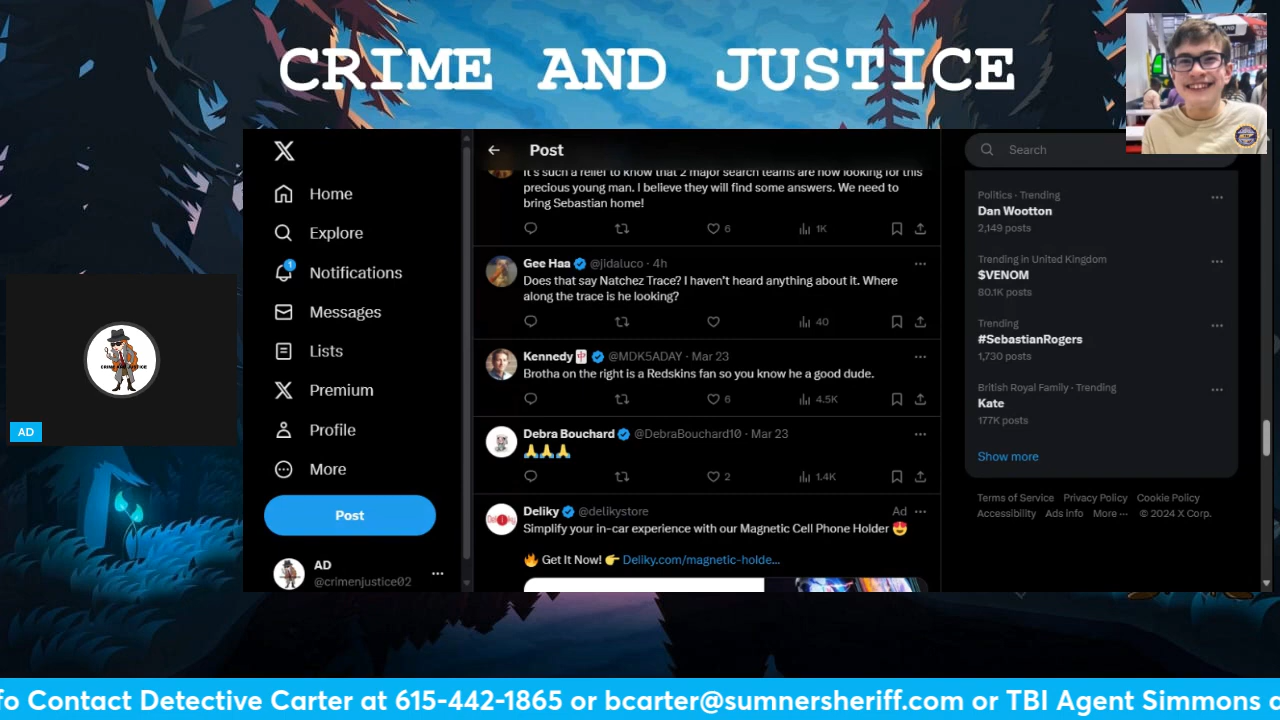 CRIME AND JUSTICE
Home
Explore
1
Notifications
Messages
Lists
Premium
Profile
More
Post
AD
@crimenjustice02
Post
It's such a relief to know that 2 major search teams are now looking for this
precious young man. I believe they will find some answers. We need to
bring Sebastian home!
6
1K
Gee Haa @jidaluco · 4h
Does that say Natchez Trace? I haven't heard anything about it. Where
along the trace is he looking?
40
Kennedy @MDK5ADAY · Mar 23
Brotha on the right is a Redskins fan so you know he a good dude.
6
4.5K
Debra Bouchard @DebraBouchard10 · Mar 23
🙏🙏🙏
2
1.4K
Deliky @delikystore
Ad
Simplify your in-car experience with our Magnetic Cell Phone Holder 😍
🔥 Get It Now! 👉 Deliky.com/magnetic-holde...
Search
Politics · Trending
Dan Wootton
2,149 posts
Trending in United Kingdom
$VENOM
80.1K posts
Trending
#SebastianRogers
1,730 posts
British Royal Family · Trending
Kate
177K posts
Show more
Terms of Service Privacy Policy Cookie Policy
Accessibility Ads info More ··· © 2024 X Corp.
CRIME AND JUSTICE
AD
fo Contact Detective Carter at 615-442-1865 or bcarter@sumnersheriff.com or TBI Agent Simmons